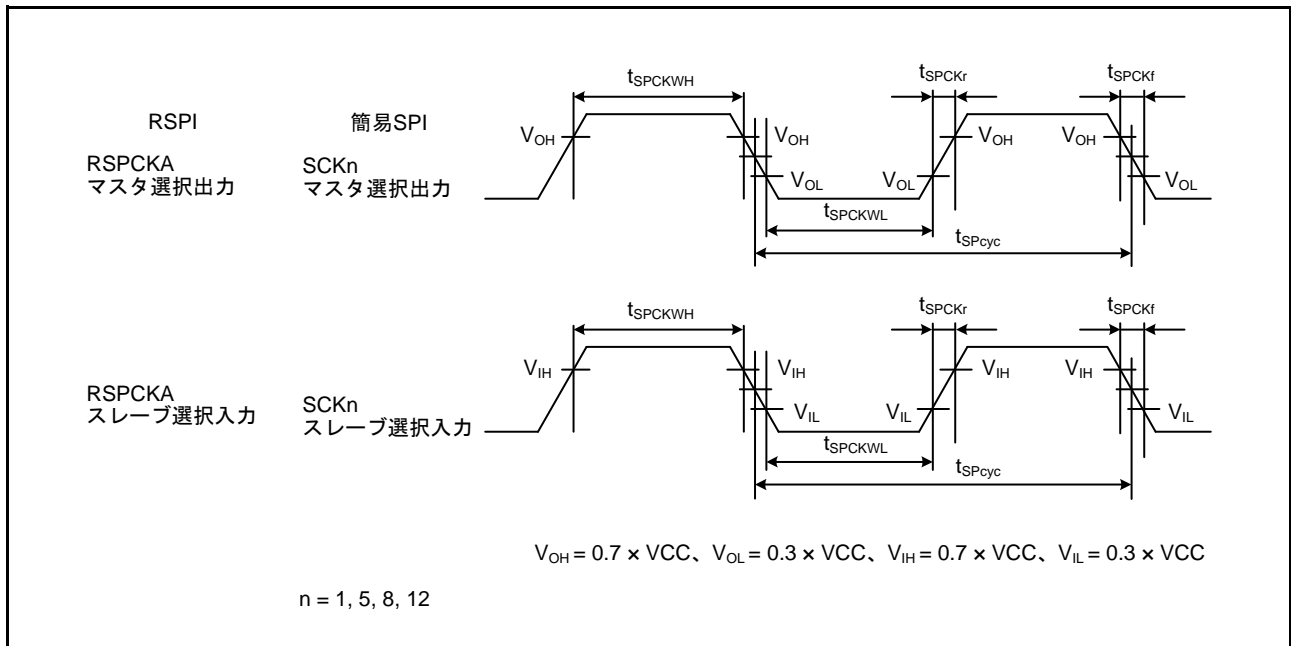 RSPI
簡易SPI
RSPCKA
マスタ選択出力
SCKn
マスタ選択出力
tSPCKWH
tSPCKr
tSPCKf
VOH
VOH
VOH
VOH
VOL
VOL
VOL
tSPCKWL
tSPcyc
RSPCKA
スレーブ選択入力
SCKn
スレーブ選択入力
tSPCKWH
tSPCKr
tSPCKf
VIH
VIH
VIH
VIH
VIL
VIL
VIL
tSPCKWL
tSPcyc
VOH = 0.7 × VCC、VOL = 0.3 × VCC、VIH = 0.7 × VCC、VIL = 0.3 × VCC
n = 1, 5, 8, 12